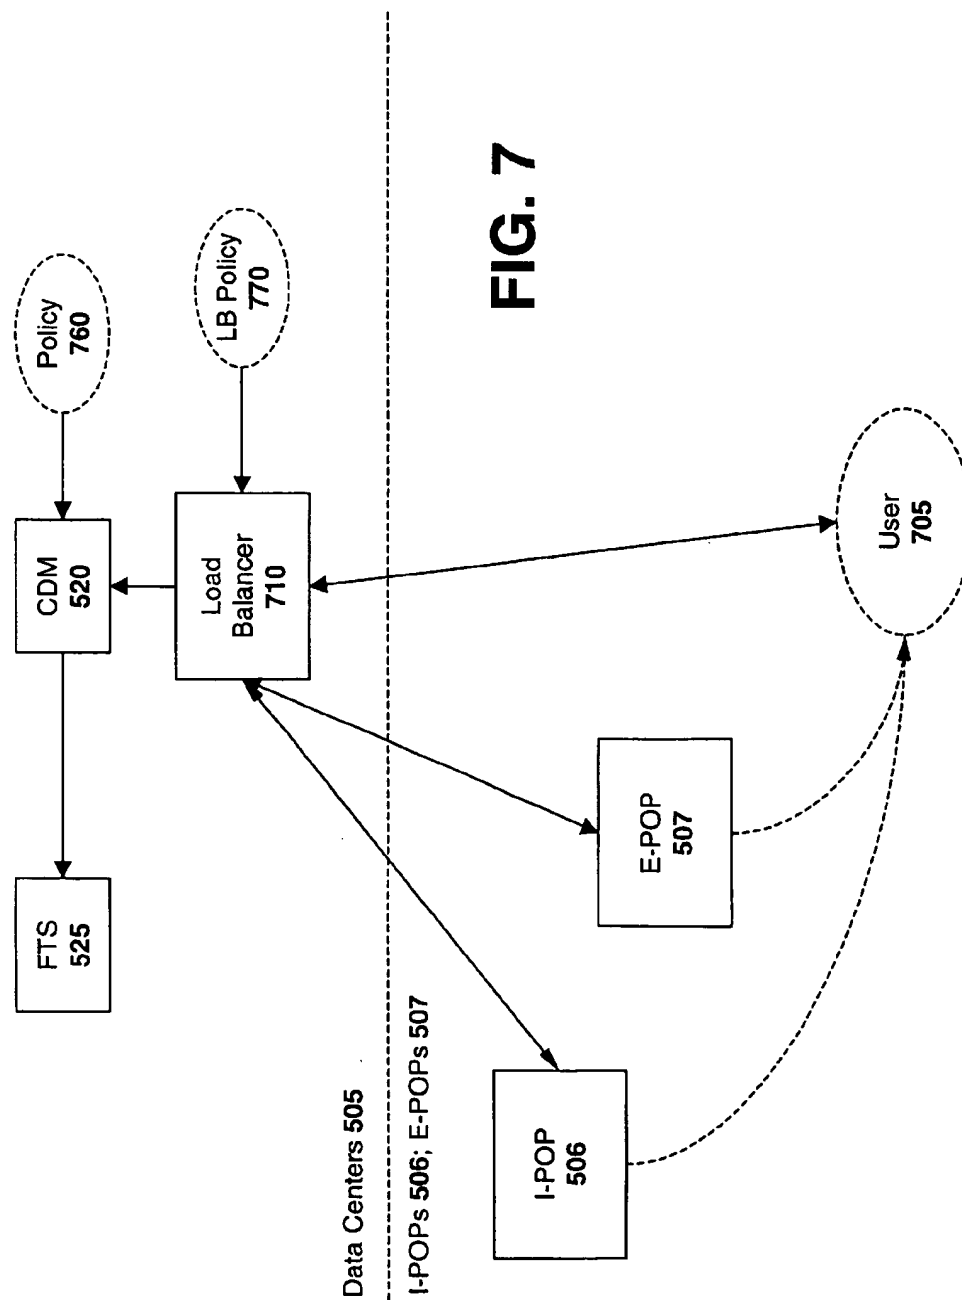 FTS
525
CDM
520
Policy
760
Load
Balancer
710
LB Policy
770
Data Centers 505
I-POPs 506; E-POPs 507
I-POP
506
E-POP
507
User
705
FIG. 7